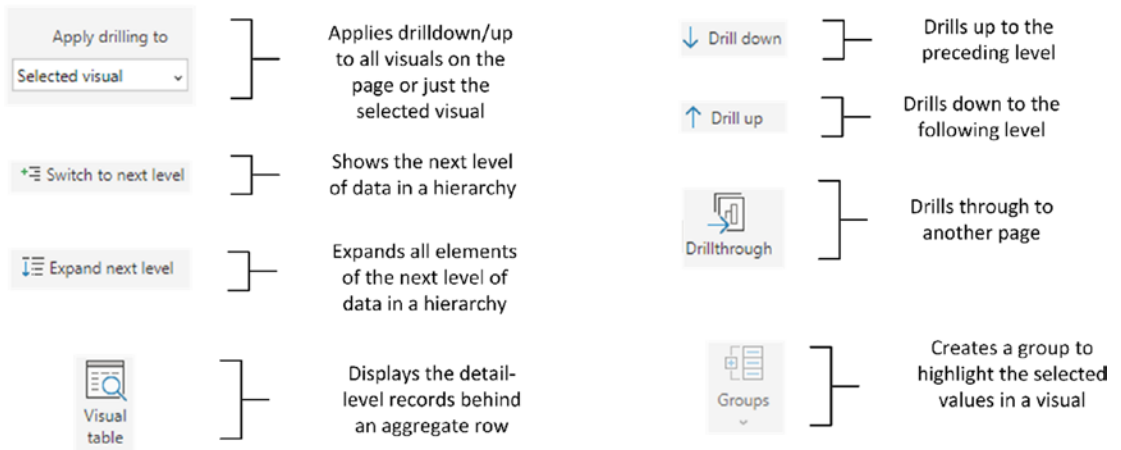 Apply drilling to
Selected visual
Applies drilldown/up
to all visuals on the
page or just the
selected visual
Switch to next level
Shows the next level
of data in a hierarchy
Expand next level
Expands all elements
of the next level of
data in a hierarchy
Visual
table
Displays the detail-
level records behind
an aggregate row
Drill down
Drills up to the
preceding level
Drill up
Drills down to the
following level
Drillthrough
Drills through to
another page
Groups
Creates a group to
highlight the selected
values in a visual